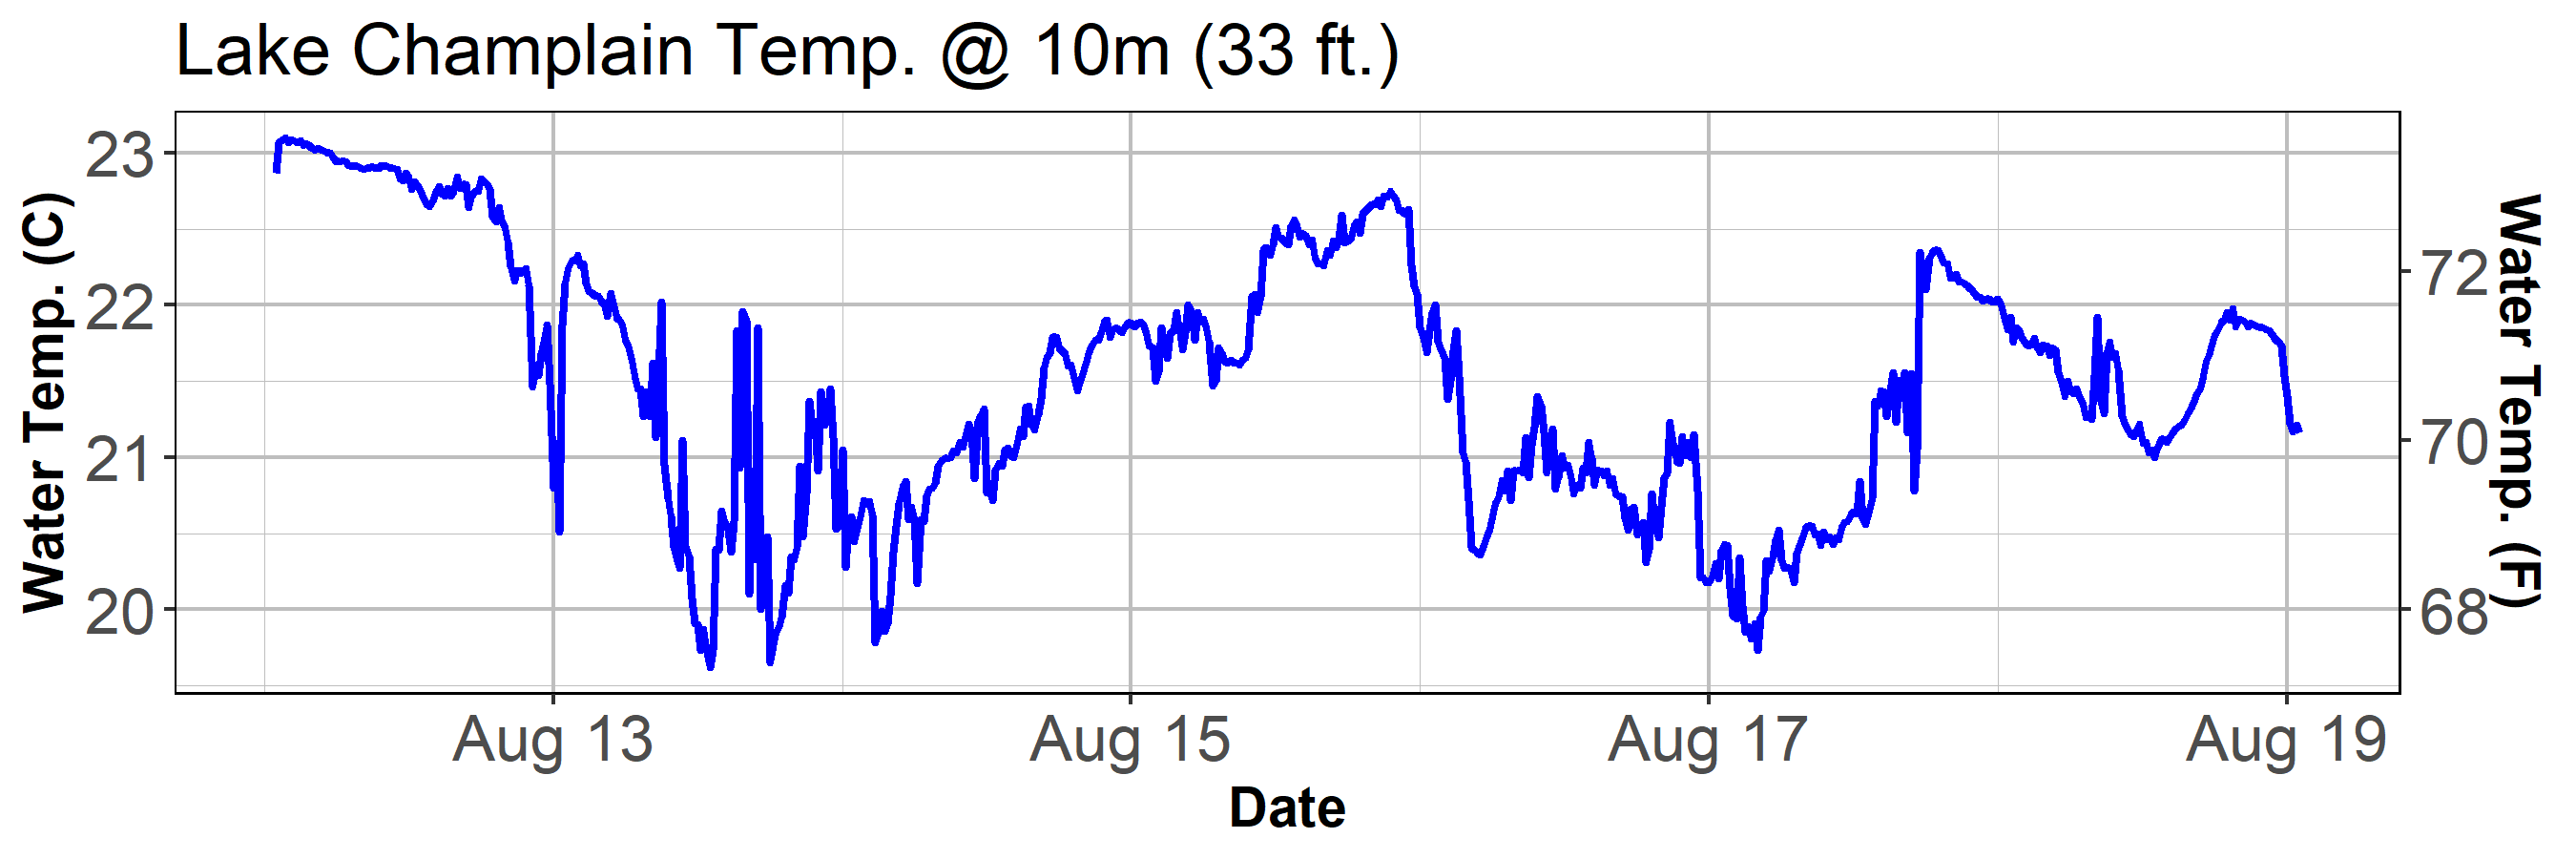 Lake Champlain Temp. @ 10m (33 ft.)
Water Temp. (C)
23
22
21
20
72
70
68
Water Temp. (F)
Aug 13
Aug 15
Aug 17
Aug 19
Date